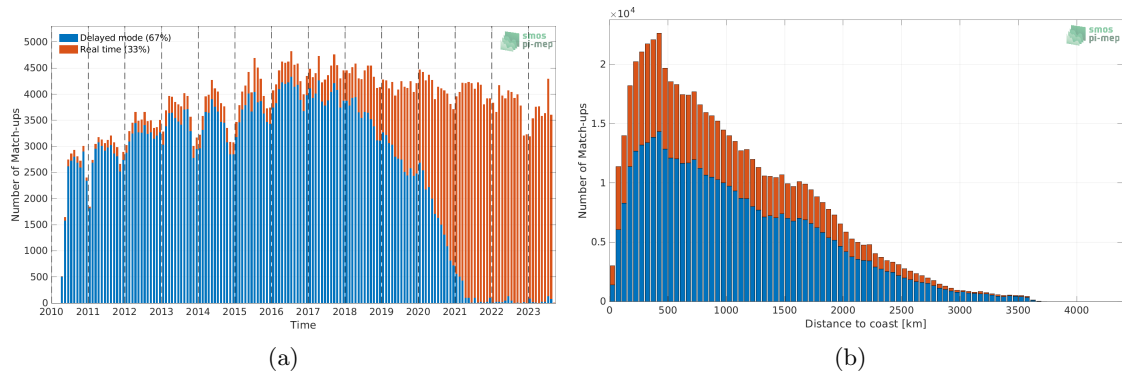 Delayed mode (67%)
Real time (33%)
smos
pi-mep
5000
4500
4000
3500
3000
2500
2000
1500
1000
500
0
Number of Match-ups
2010 2011 2012 2013 2014 2015 2016 2017 2018 2019 2020 2021 2022 2023
Time
(a)
×10⁴
smos
pi-mep
2
1.5
1
0.5
0
Number of Match-ups
0 500 1000 1500 2000 2500 3000 3500 4000
Distance to coast [km]
(b)